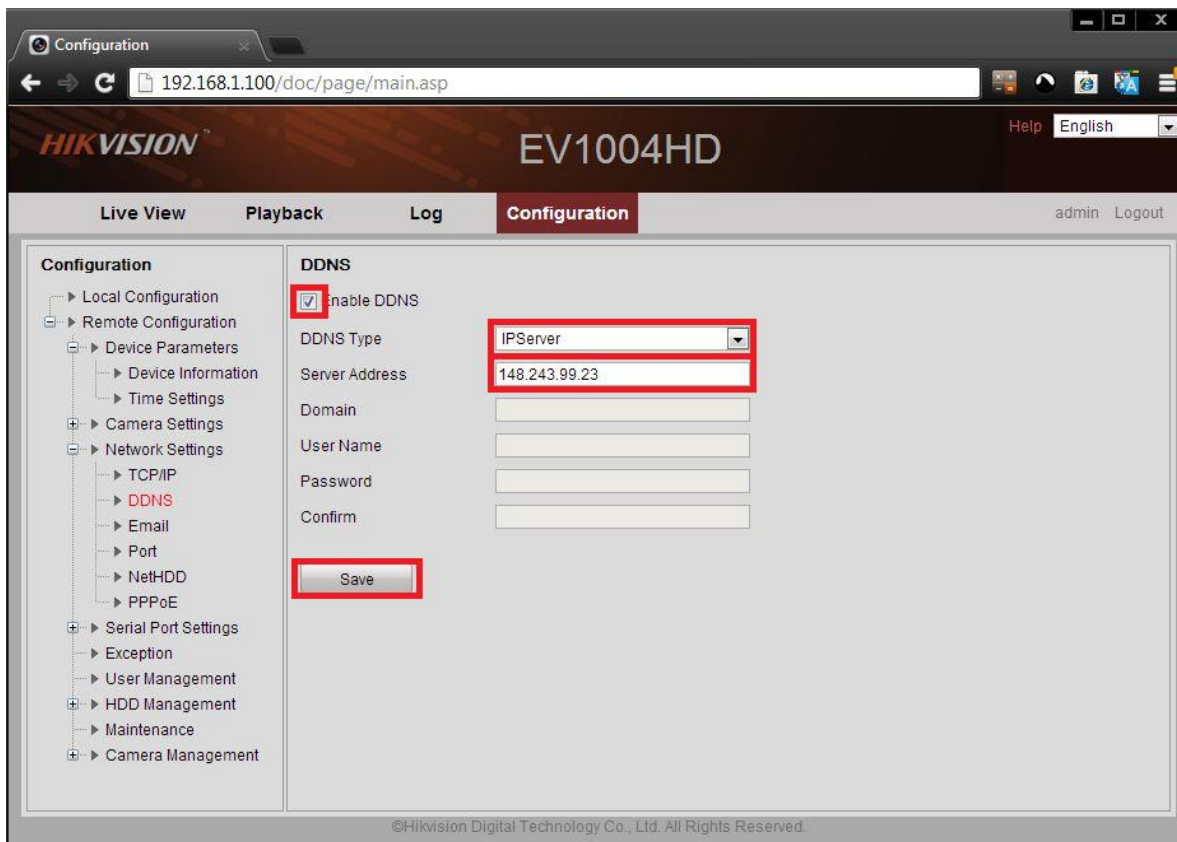 Configuration
192.168.1.100/doc/page/main.asp
HIKVISION™
EV1004HD
Help English
Live View Playback Log Configuration admin Logout
Configuration
Local Configuration
Remote Configuration
Device Parameters
Device Information
Time Settings
Camera Settings
Network Settings
TCP/IP
DDNS
Email
Port
NetHDD
PPPoE
Serial Port Settings
Exception
User Management
HDD Management
Maintenance
Camera Management
DDNS
Enable DDNS
DDNS Type IPServer
Server Address 148.243.99.23
Domain
User Name
Password
Confirm
Save
©Hikvision Digital Technology Co., Ltd. All Rights Reserved.